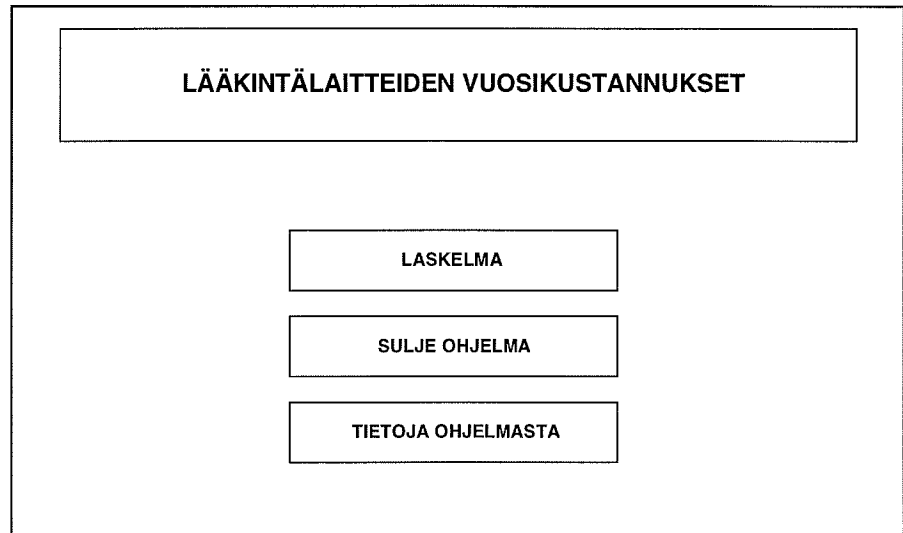 LÄÄKINTÄLAITTEIDEN VUOSIKUSTANNUKSET
LASKELMA
SULJE OHJELMA
TIETOJA OHJELMASTA